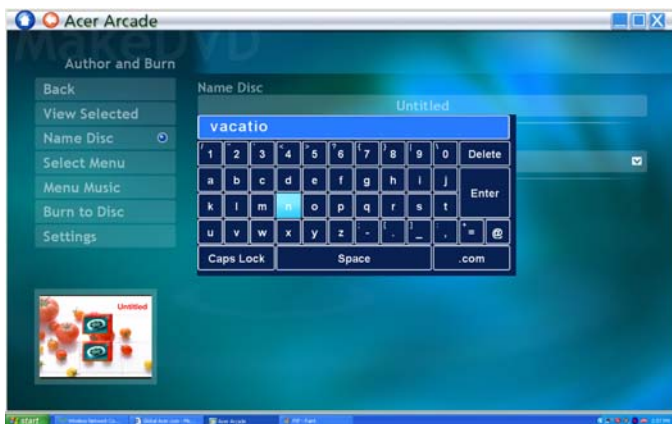 Acer Arcade
MakeDVD
Author and Burn
Back
View Selected
Name Disc
Select Menu
Menu Music
Burn to Disc
Settings
Name Disc
Untitled
vacatio
1 2 3 4 5 6 7 8 9 0 Delete
a b c d e f g h i j
k l m n o p q r s t Enter
u v w x y z - . _ , = @
Caps Lock Space .com
Untitled
start